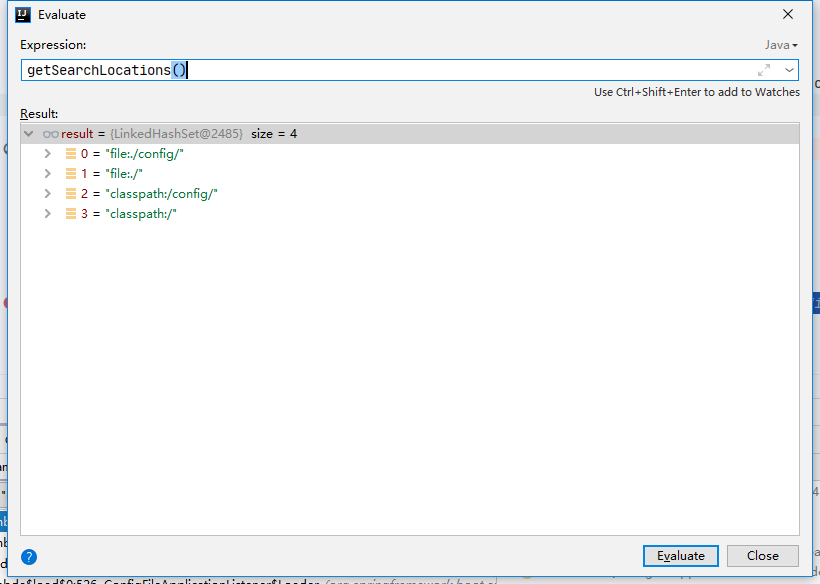 Evaluate
Expression:
Java
getSearchLocations()
Use Ctrl+Shift+Enter to add to Watches
Result:
result = {LinkedHashSet@2485} size = 4
0 = "file:./config/"
1 = "file:./"
2 = "classpath:/config/"
3 = "classpath:/"
?
Evaluate
Close